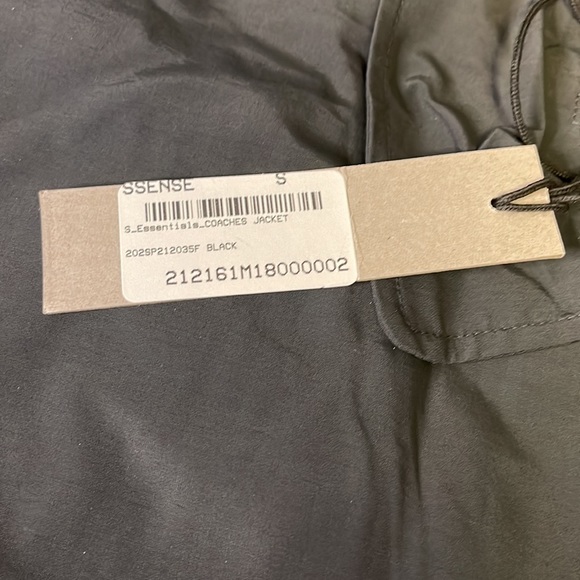 SSENSE S
S_Essentials_COACHES JACKET
202SP212035F BLACK
212161M18000002